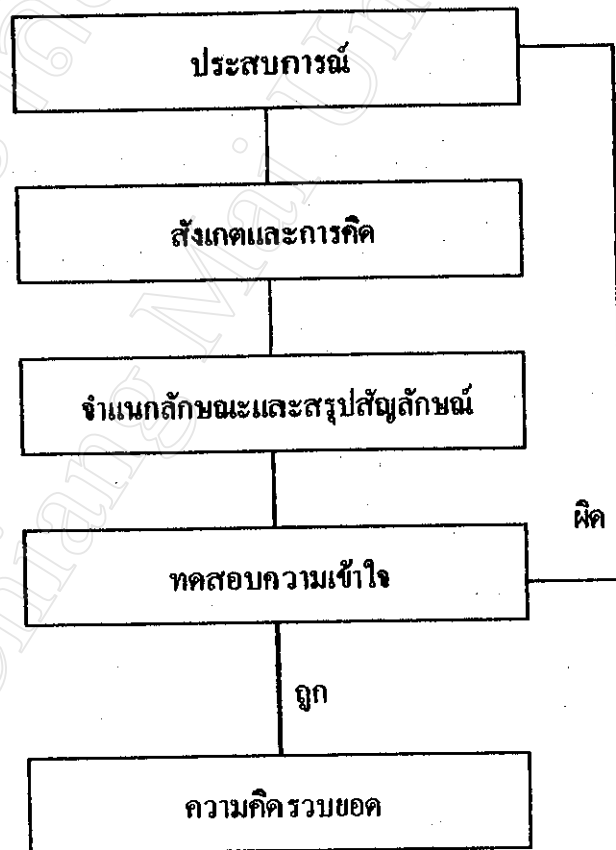 ประสบการณ์
สังเกตและการคิด
จำแนกลักษณะและสรุปสัญลักษณ์
ผิด
ทดสอบความเข้าใจ
ถูก
ความคิดรวบยอด